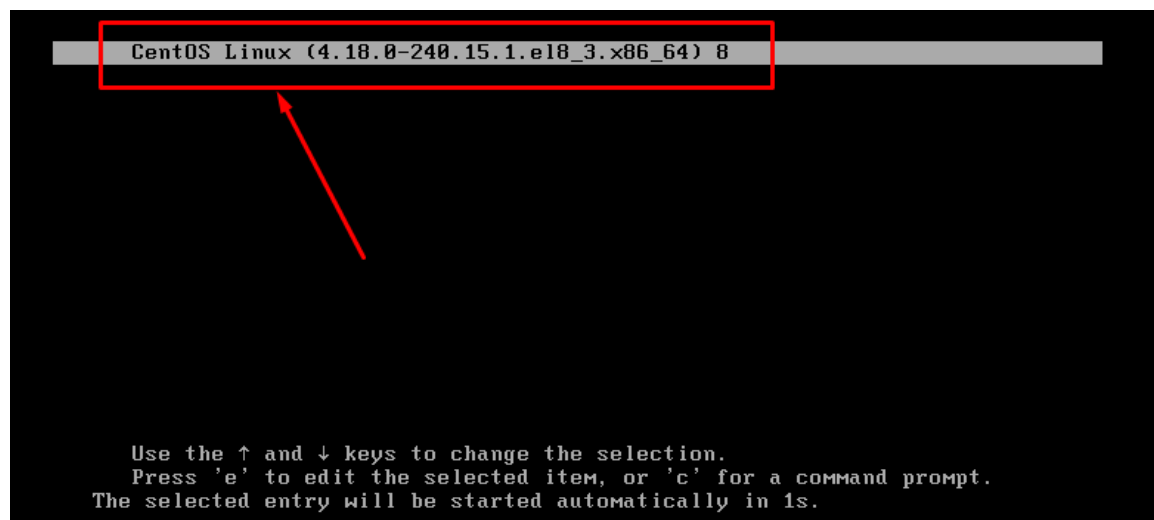 CentOS Linux (4.18.0-240.15.1.el8_3.x86_64) 8
Use the ↑ and ↓ keys to change the selection.
Press 'e' to edit the selected item, or 'c' for a command prompt.
The selected entry will be started automatically in 1s.